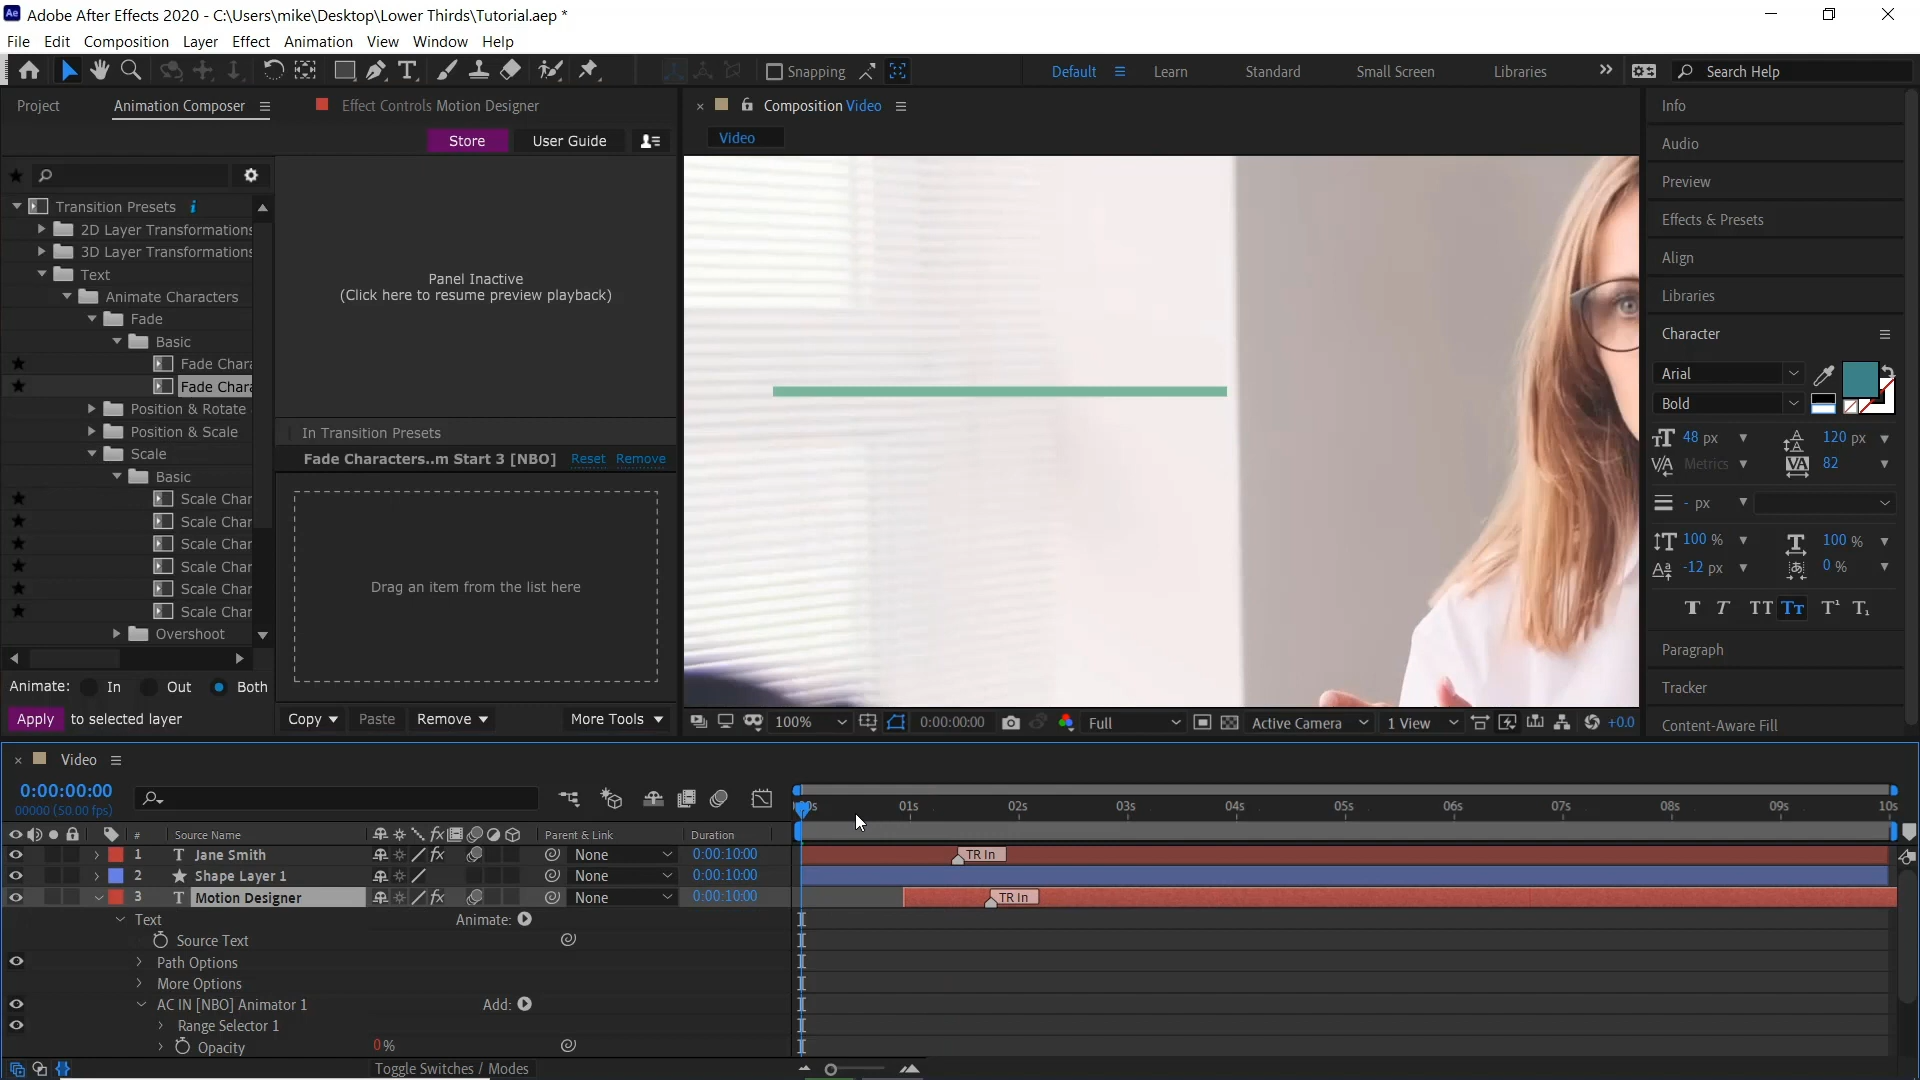 Adobe After Effects 2020 - C:\Users\mike\Desktop\Lower Thirds\Tutorial.aep *
File Edit Composition Layer Effect Animation View Window Help
Snapping Default Learn Standard Small Screen Libraries Search Help
Project Animation Composer Effect Controls Motion Designer
Store User Guide
Transition Presets i
2D Layer Transformations
3D Layer Transformations
Text
Animate Characters
Fade
Basic
Fade Chara
Fade Chara
Position & Rotate
Position & Scale
Scale
Basic
Scale Char
Scale Char
Scale Char
Scale Char
Scale Char
Scale Char
Overshoot
Animate: In Out Both
Apply to selected layer
Panel Inactive
(Click here to resume preview playback)
In Transition Presets
Fade Characters..m Start 3 [NBO] Reset Remove
Drag an item from the list here
Copy Paste Remove More Tools
Composition Video
Video
100% 0:00:00:00 Full Active Camera 1 View +0.0
Info
Audio
Preview
Effects & Presets
Align
Libraries
Character
Arial
Bold
48 px 120 px
Metrics 82
- px
100 % 100 %
-12 px 0 %
T T TT Tт T¹ T₁
Paragraph
Tracker
Content-Aware Fill
Video
0:00:00:00
00000 (50.00 fps)
01s 02s 03s 04s 05s 06s 07s 08s 09s 10s
# Source Name Parent & Link Duration
1 T Jane Smith None 0:00:10:00 TR In
2 Shape Layer 1 None 0:00:10:00
3 T Motion Designer None 0:00:10:00 TR In
Text Animate:
Source Text
Path Options
More Options
AC IN [NBO] Animator 1 Add:
Range Selector 1
Opacity 0%
Toggle Switches / Modes